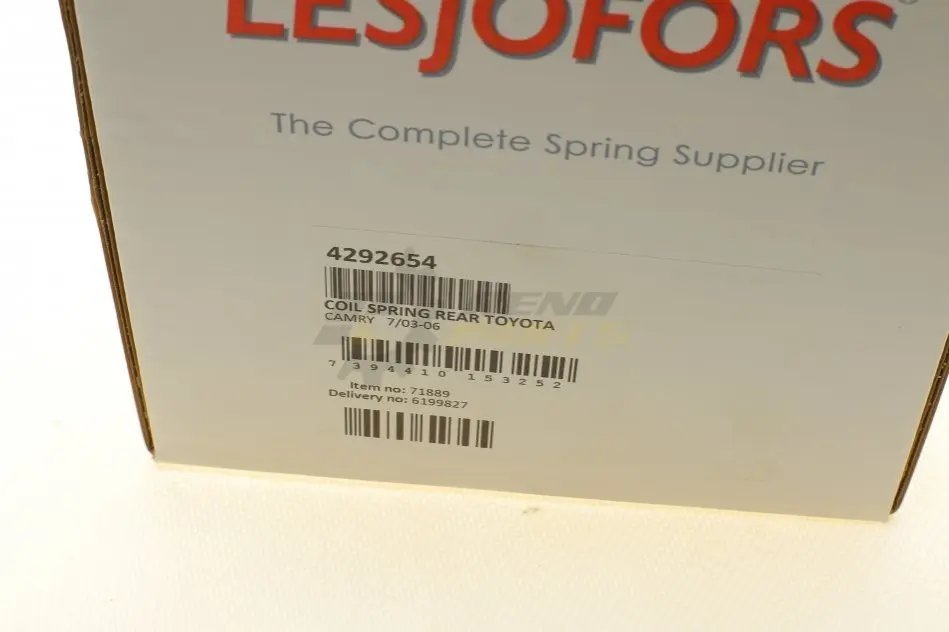 LESJÖFORS®
The Complete Spring Supplier
4292654
COIL SPRING REAR TOYOTA
CAMRY 7/03-06
7 394410 153252
Item no: 71889
Delivery no: 6199827